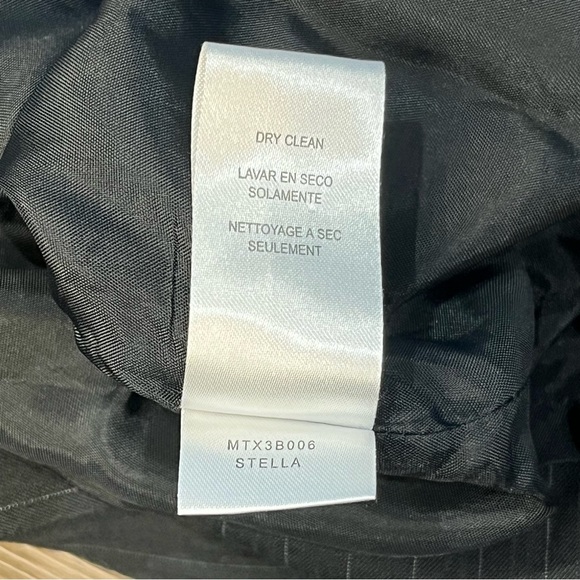 DRY CLEAN
LAVAR EN SECO
SOLAMENTE
NETTOYAGE A SEC
SEULEMENT
MTX3B006
STELLA